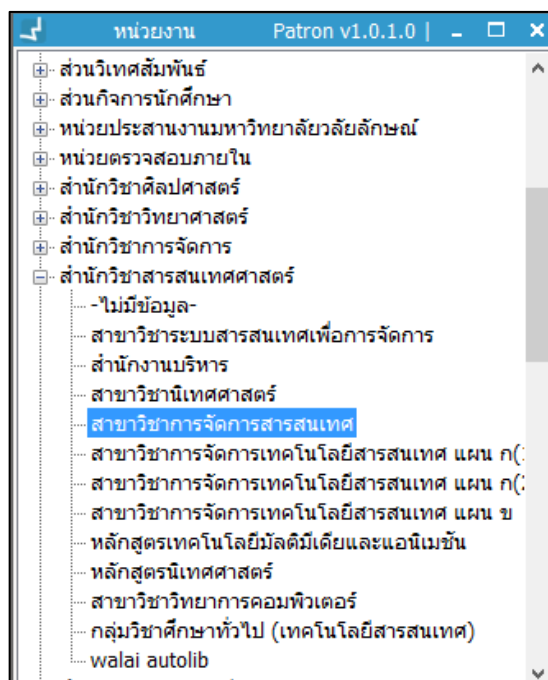 หน่วยงาน Patron v1.0.1.0 |
ส่วนวิเทศสัมพันธ์
ส่วนกิจการนักศึกษา
หน่วยประสานงานมหาวิทยาลัยวลัยลักษณ์
หน่วยตรวจสอบภายใน
สำนักวิชาศิลปศาสตร์
สำนักวิชาวิทยาศาสตร์
สำนักวิชาการจัดการ
สำนักวิชาสารสนเทศศาสตร์
-ไม่มีข้อมูล-
สาขาวิชาระบบสารสนเทศเพื่อการจัดการ
สำนักงานบริหาร
สาขาวิชานิเทศศาสตร์
สาขาวิชาการจัดการสารสนเทศ
สาขาวิชาการจัดการเทคโนโลยีสารสนเทศ แผน ก(
สาขาวิชาการจัดการเทคโนโลยีสารสนเทศ แผน ก(
สาขาวิชาการจัดการเทคโนโลยีสารสนเทศ แผน ข
หลักสูตรเทคโนโลยีมัลติมีเดียและแอนิเมชัน
หลักสูตรนิเทศศาสตร์
สาขาวิชาวิทยาการคอมพิวเตอร์
กลุ่มวิชาศึกษาทั่วไป (เทคโนโลยีสารสนเทศ)
walai autolib